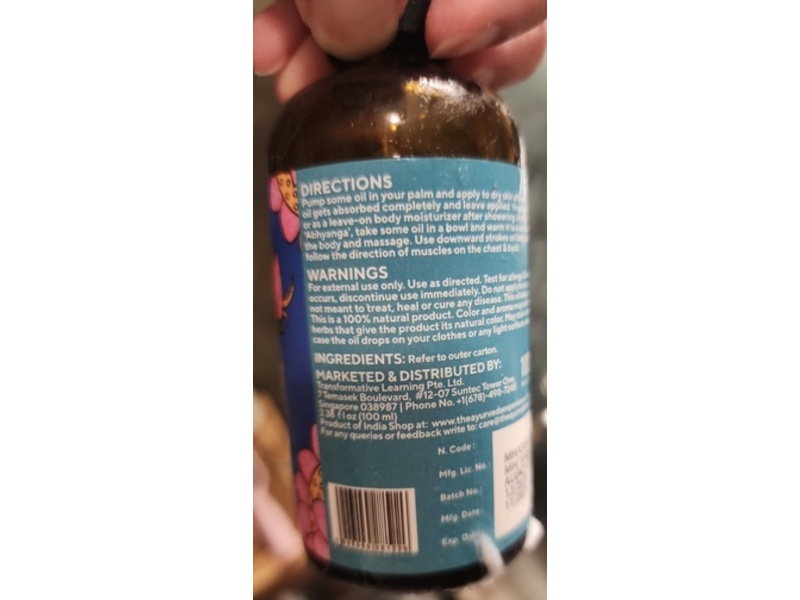 DIRECTIONS
Pump some oil in your palm and apply to dry skin
oil gets absorbed completely and leave applied.
or as a leave-on body moisturizer after showering.
'Abhyanga', take some oil in a bowl and warm it
the body and massage. Use downward strokes on
follow the direction of muscles on the chest & back.
WARNINGS
For external use only. Use as directed. Test for allergy.
occurs, discontinue use immediately. Do not apply
not meant to treat, heal or cure any disease. This oil
This is a 100% natural product. Color and aroma
herbs that give the product its natural color. May
case the oil drops on your clothes or any light surface
INGREDIENTS: Refer to outer carton.
MARKETED & DISTRIBUTED BY:
Transformative Learning Pte. Ltd.
7 Temasek Boulevard, #12-07 Suntec Tower One,
Singapore 038987 | Phone No. +1(678)-498-
3.38 fl oz (100 ml)
Product of India Shop at:
For any queries or feedback write to:
N. Code :
Mfg. Lic. No.:
Batch No.:
Mfg. Date :
Exp. Date